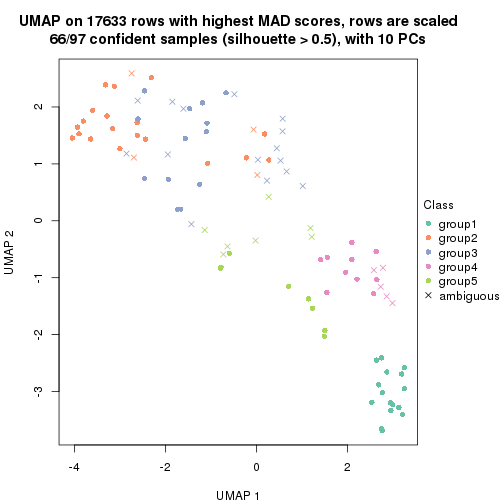 UMAP on 17633 rows with highest MAD scores, rows are scaled
66/97 confident samples (silhouette > 0.5), with 10 PCs
2
1
0
-1
-2
-3
UMAP 2
-4
-2
0
2
UMAP 1
Class
group1
group2
group3
group4
group5
ambiguous